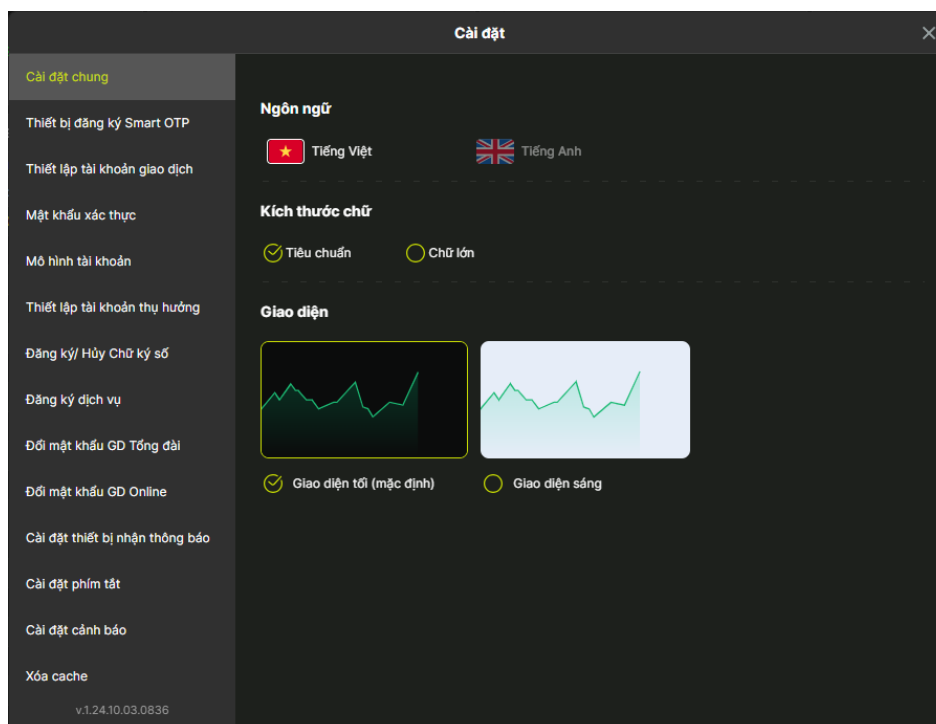 Cài đặt
Cài đặt chung
Thiết bị đăng ký Smart OTP
Thiết lập tài khoản giao dịch
Mật khẩu xác thực
Mô hình tài khoản
Thiết lập tài khoản thụ hưởng
Đăng ký/ Hủy Chữ ký số
Đăng ký dịch vụ
Đổi mật khẩu GD Tổng đài
Đổi mật khẩu GD Online
Cài đặt thiết bị nhận thông báo
Cài đặt phím tắt
Cài đặt cảnh báo
Xóa cache
v.1.24.10.03.0836
Ngôn ngữ
Tiếng Việt Tiếng Anh
Kích thước chữ
Tiêu chuẩn Chữ lớn
Giao diện
Giao diện tối (mặc định) Giao diện sáng